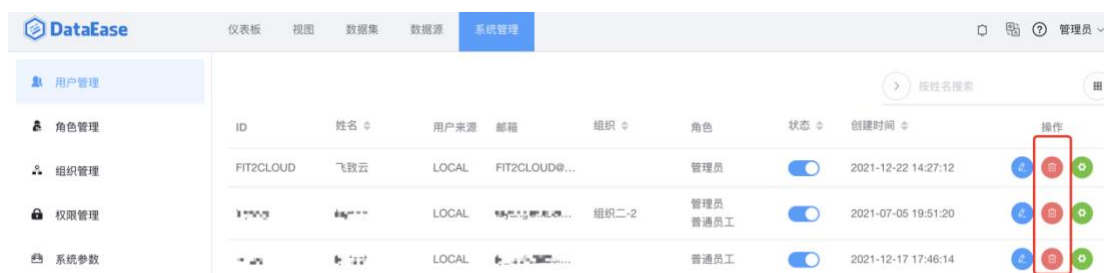 DataEase 仪表板 视图 数据集 数据源 系统管理 管理员
用户管理 按姓名搜索
角色管理 ID 姓名 用户来源 邮箱 组织 角色 状态 创建时间 操作
组织管理 FIT2CLOUD 飞致云 LOCAL FIT2CLOUD@... 管理员 2021-12-22 14:27:12
权限管理 LOCAL ... 组织二-2 管理员 2021-07-05 19:51:20
普通员工
系统参数 LOCAL ... 普通员工 2021-12-17 17:46:14